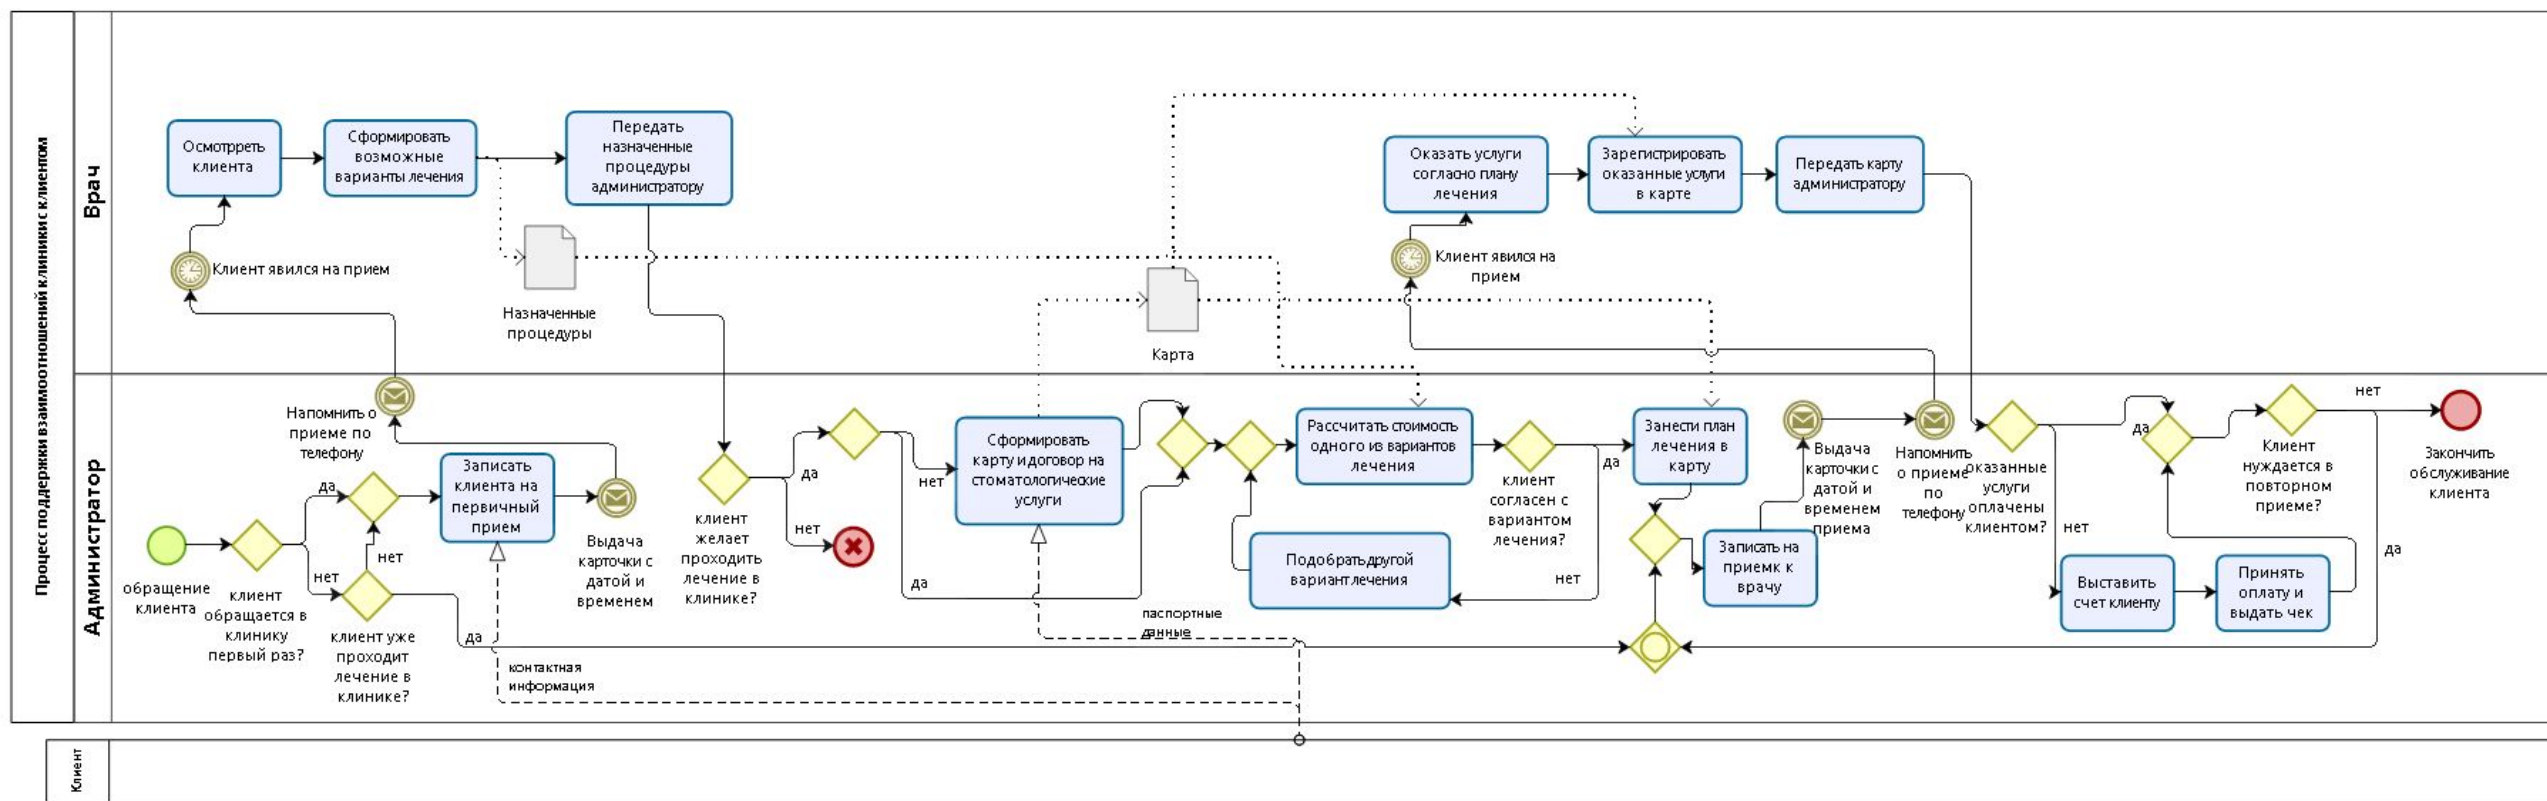 Процесс поддержки взаимоотношений клиники с клиентом
Врач
Осмотрреть
клиента
Сформировать
возможные
варианты лечения
Передать
назначенные
процедуры
администратору
Клиент явился на прием
Назначенные
процедуры
Карта
Оказать услуги
согласно плану
лечения
Зарегистрировать
оказанные услуги
в карте
Передать карту
администратору
Клиент явился на
прием
Администратор
обращение
клиента
клиент
обращается в
клинику
первый раз?
да
нет
клиент уже
проходит
лечение в
клинике?
нет
да
Записать
клиента на
первичный
прием
Напомнить о
приеме по
телефону
Выдача
карточки с
датой и
временем
контактная
информация
клиент
желает
проходить
лечение в
клинике?
да
нет
нет
да
Сформировать
карту и договор на
стоматологические
услуги
паспортные
данные
Рассчитать стоимость
одного из вариантов
лечения
Подобрать другой
вариант лечения
клиент
согласен с
вариантом
лечения?
да
нет
Занести план
лечения в
карту
Записать на
приемк к
врачу
Выдача
карточки с
датой и
временем
приема
Напомнить
о приеме
по
телефону
оказанные
услуги
оплачены
клиентом?
да
нет
Выставить
счет клиенту
Принять
оплату и
выдать чек
Клиент
нуждается в
повторном
приеме?
нет
да
Закончить
обслуживание
клиента
Клиент